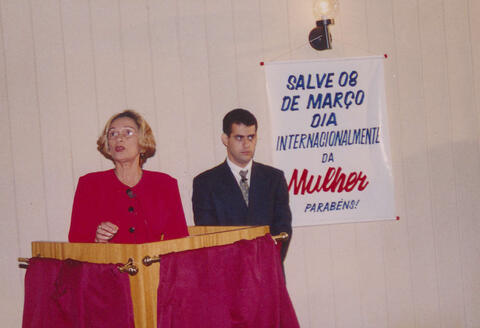 SALVE 08
DE MARÇO
DIA
INTERNACIONALMENTE
DA
Mulher
PARABÉNS!